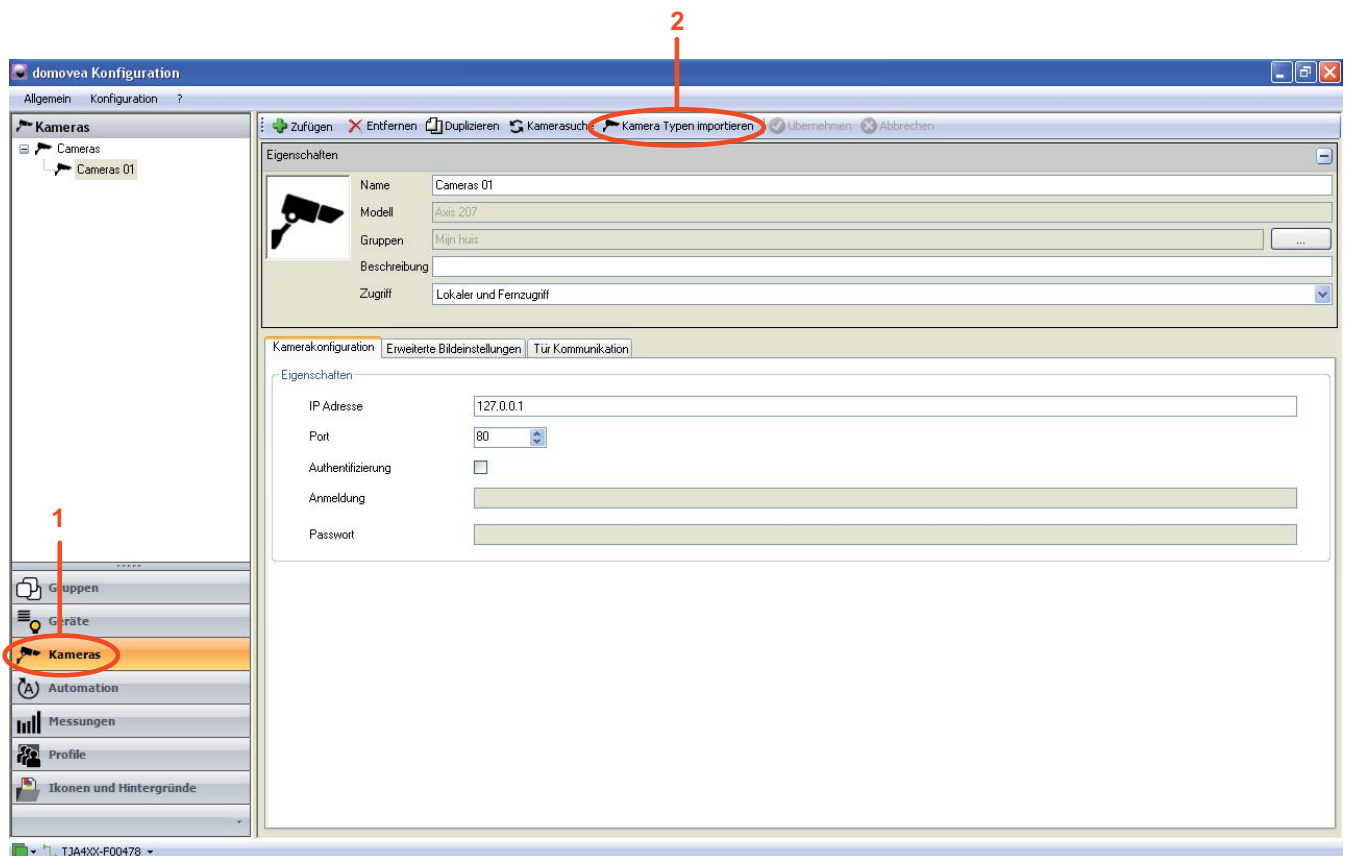 2
domovea Konfiguration
Allgemein Konfiguration ?
Kameras
Cameras
Cameras 01
Zufügen Entfernen Duplizieren Kamerasuche Kamera Typen importieren Übernehmen Abbrechen
Eigenschaften
Name Cameras 01
Modell Axis 207
Gruppen Mijn huis ...
Beschreibung
Zugriff Lokaler und Fernzugriff
Kamerakonfiguration Erweiterte Bildeinstellungen Tür Kommunikation
Eigenschaften
IP Adresse 127.0.0.1
Port 80
Authentifizierung
Anmeldung
Passwort
1
Gruppen
Geräte
Kameras
Automation
Messungen
Profile
Ikonen und Hintergründe
TJA4XX-F00478